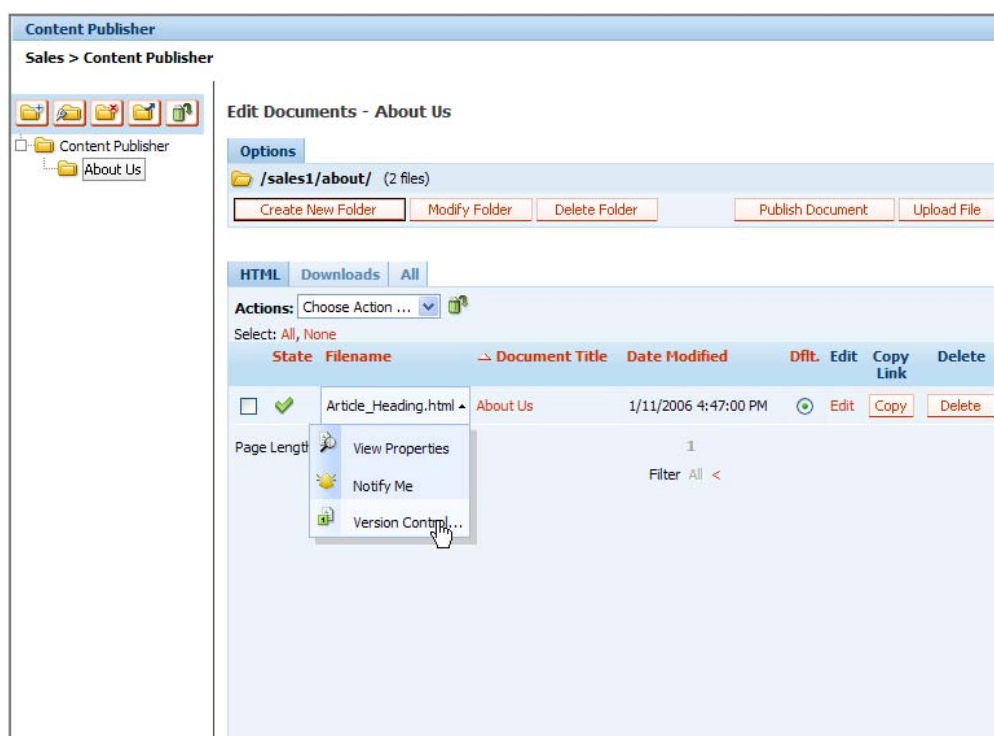 Content Publisher
Sales > Content Publisher
Content Publisher
About Us
Edit Documents - About Us
Options
/sales1/about/ (2 files)
Create New Folder Modify Folder Delete Folder Publish Document Upload File
HTML Downloads All
Actions: Choose Action ...
Select: All, None
State Filename Document Title Date Modified Dflt. Edit Copy Link Delete
Article_Heading.html About Us 1/11/2006 4:47:00 PM Edit Copy Delete
Page Length 1
View Properties
Filter All <
Notify Me
Version Control...